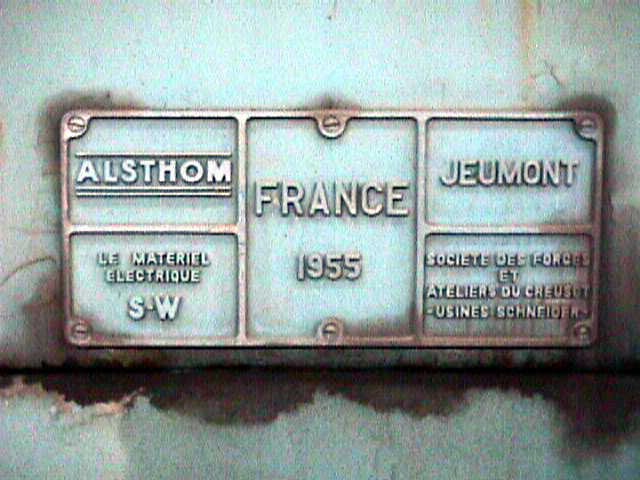 ALSTHOM
LE MATERIEL
ELECTRIQUE
S-W
FRANCE
1955
JEUMONT
SOCIETE DES FORGES
ET
ATELIERS DU CREUSOT
-USINES SCHNEIDER-